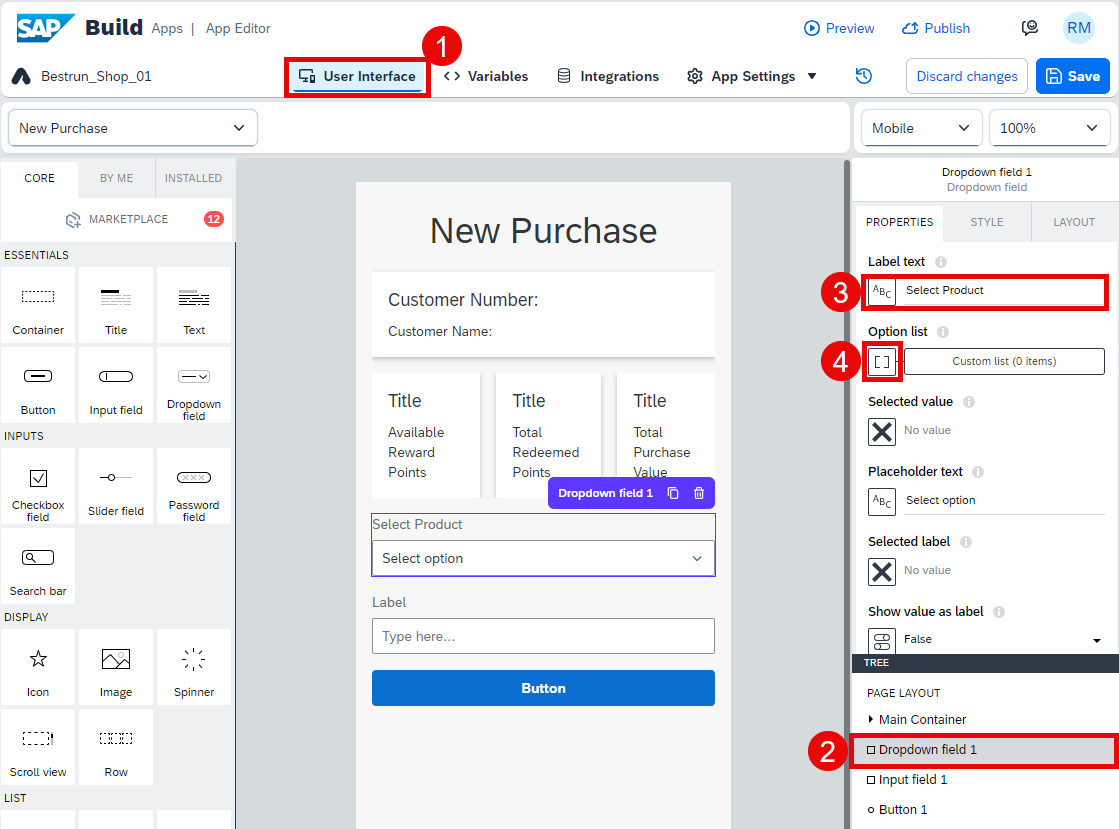 SAP Build Apps | App Editor
Preview
Publish
RM
1
Bestrun_Shop_01
User Interface
Variables
Integrations
App Settings
Discard changes
Save
New Purchase
Mobile
100%
CORE
BY ME
INSTALLED
MARKETPLACE
12
ESSENTIALS
Container
Title
Text
Button
Input field
Dropdown
field
INPUTS
Checkbox
field
Slider field
Password
field
Search bar
DISPLAY
Icon
Image
Spinner
Scroll view
Row
LIST
New Purchase
Customer Number:
Customer Name:
Title
Available
Reward
Points
Title
Total
Redeemed
Points
Title
Total
Purchase
Value
Dropdown field 1
Select Product
Select option
Label
Type here...
Button
Dropdown field 1
Dropdown field
PROPERTIES
STYLE
LAYOUT
Label text
3
ABC
Select Product
Option list
4
Custom list (0 items)
Selected value
No value
Placeholder text
ABC
Select option
Selected label
No value
Show value as label
False
TREE
PAGE LAYOUT
Main Container
2
Dropdown field 1
Input field 1
Button 1